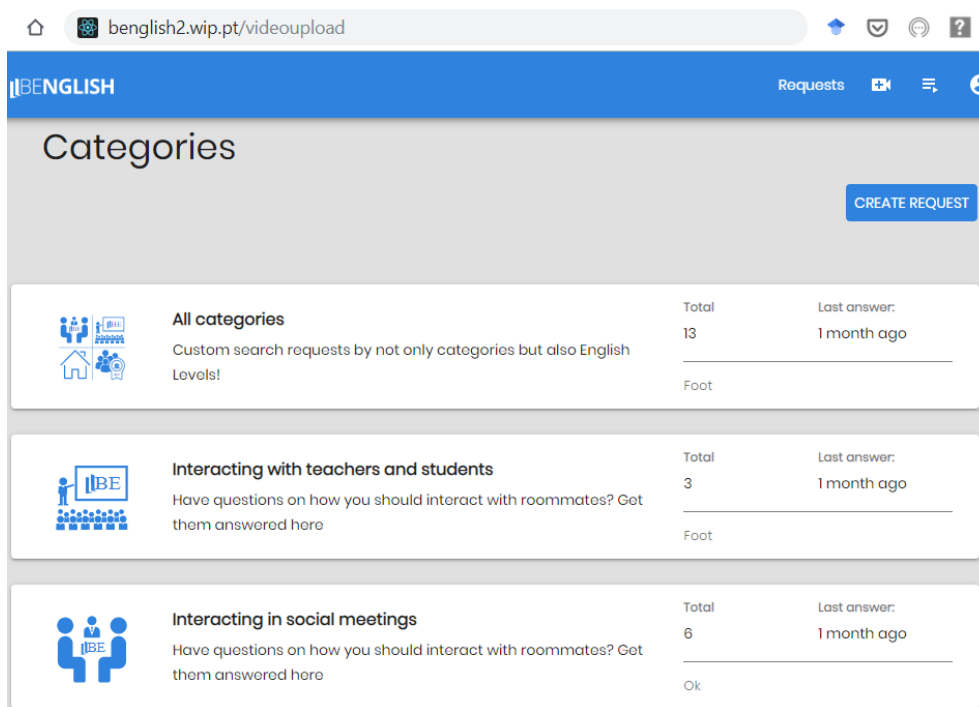 benglish2.wip.pt/videoupload
BENGLISH
Requests
Categories
CREATE REQUEST
All categories
Custom search requests by not only categories but also English
Levels!
Total
13
Last answer:
1 month ago
Foot
BE
Interacting with teachers and students
Have questions on how you should interact with roommates? Get
them answered here
Total
3
Last answer:
1 month ago
Foot
BE
Interacting in social meetings
Have questions on how you should interact with roommates? Get
them answered here
Total
6
Last answer:
1 month ago
Ok